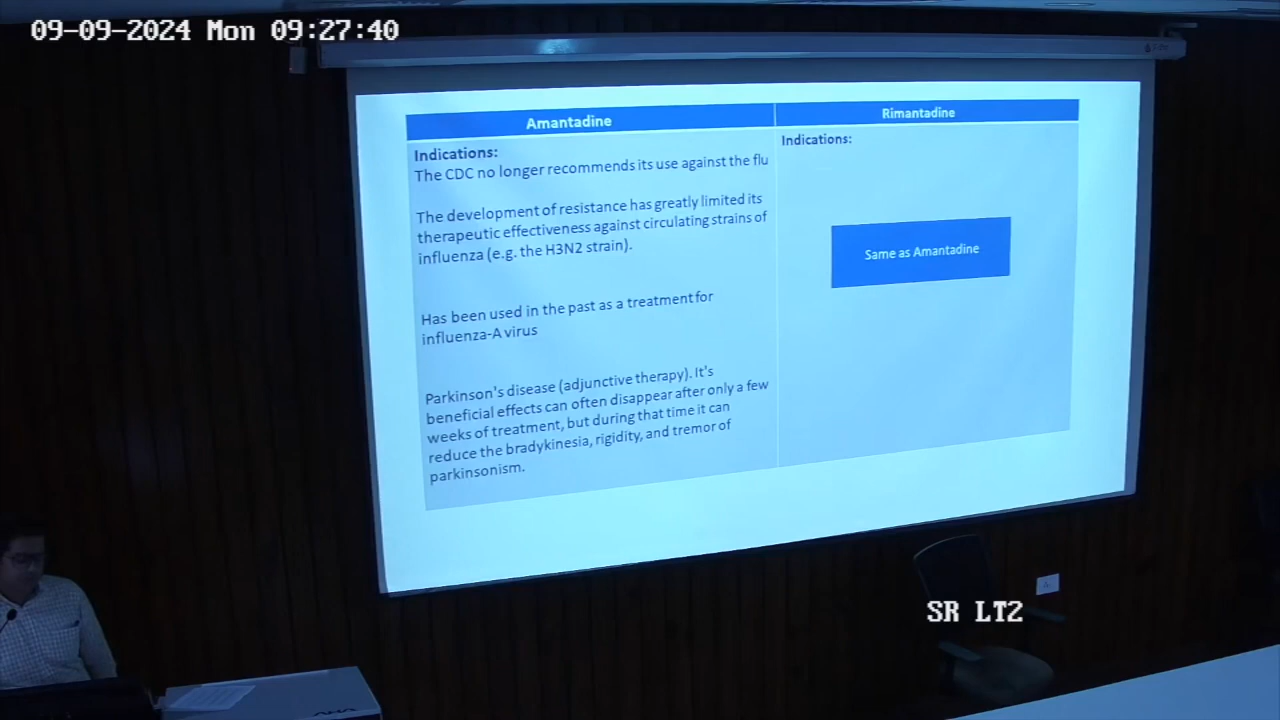 09-09-2024 Mon 09:27:40
Amantadine
Rimantadine
Indications:
The CDC no longer recommends its use against the flu
The development of resistance has greatly limited its
therapeutic effectiveness against circulating strains of
influenza (e.g. the H3N2 strain).
Has been used in the past as a treatment for
influenza-A virus
Parkinson's disease (adjunctive therapy). It's
beneficial effects can often disappear after only a few
weeks of treatment, but during that time it can
reduce the bradykinesia, rigidity, and tremor of
parkinsonism.
Indications:
Same as Amantadine
SR LT2